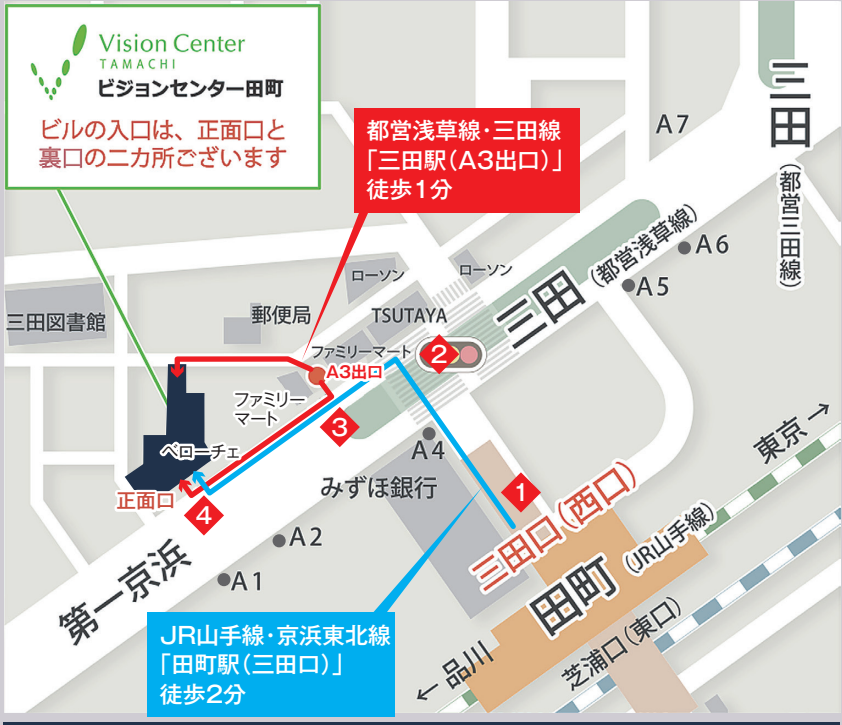 Vision Center
TAMACHI
ビジョンセンター田町
ビルの入口は、正面口と
裏口の二カ所ございます
都営浅草線・三田線
「三田駅(A3出口)」
徒歩1分
A7
三田
(都営三田線)
A6
A5
三田
(都営浅草線)
ローソン
ローソン
郵便局
TSUTAYA
三田図書館
ファミリーマート
2
A3出口
ファミリー
マート
3
A4
ベローチェ
みずほ銀行
正面口
4
1
三田口(西口)
東京→
田町
(JR山手線)
A2
A1
第一京浜
JR山手線・京浜東北線
「田町駅(三田口)」
徒歩2分
←品川
芝浦口(東口)